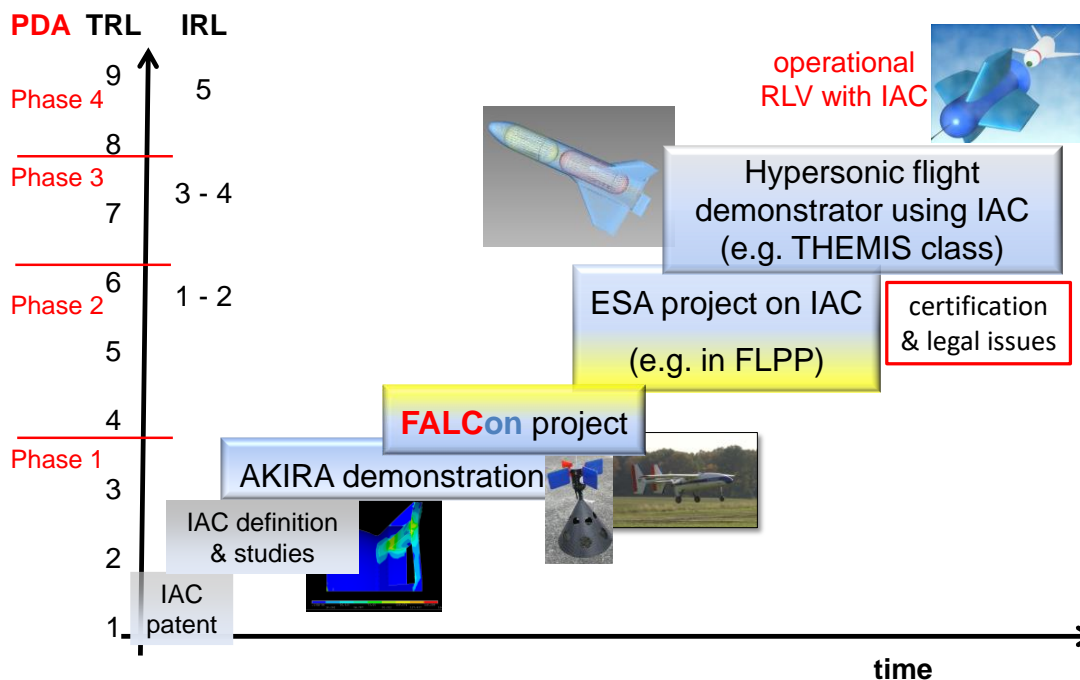 PDA TRL IRL
9
Phase 4
5
8
Phase 3
3 - 4
7
6
Phase 2
1 - 2
5
4
Phase 1
3
2
1
operational
RLV with IAC
Hypersonic flight
demonstrator using IAC
(e.g. THEMIS class)
ESA project on IAC
(e.g. in FLPP)
certification
& legal issues
FALCon project
AKIRA demonstration
IAC definition
& studies
IAC
patent
time